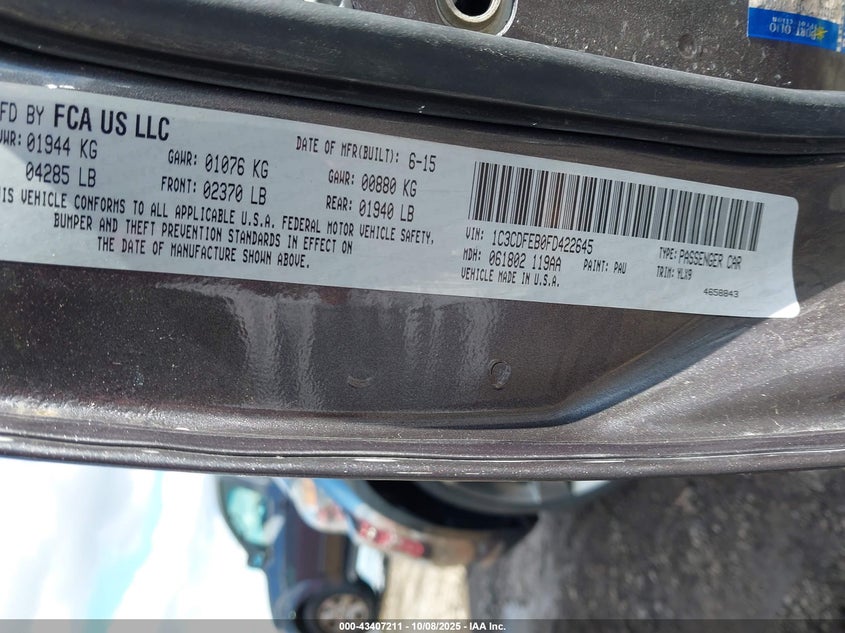 FD BY FCA US LLC
DATE OF MFR(BUILT): 6-15
VWR: 01944 KG
GAWR: 01076 KG
GAWR: 00880 KG
04285 LB
FRONT: 02370 LB
REAR: 01940 LB
THIS VEHICLE CONFORMS TO ALL APPLICABLE U.S.A. FEDERAL MOTOR VEHICLE SAFETY,
BUMPER AND THEFT PREVENTION STANDARDS IN EFFECT ON
THE DATE OF MANUFACTURE SHOWN ABOVE.
VIN: 1C3CDFEB0FD422645
TYPE: PASSENGER CAR
MDH: 061802 119AA
PAINT: PAU
TRIM: MLX9
VEHICLE MADE IN U.S.A.
4658843
000-43407211 - 10/08/2025 - IAA Inc.